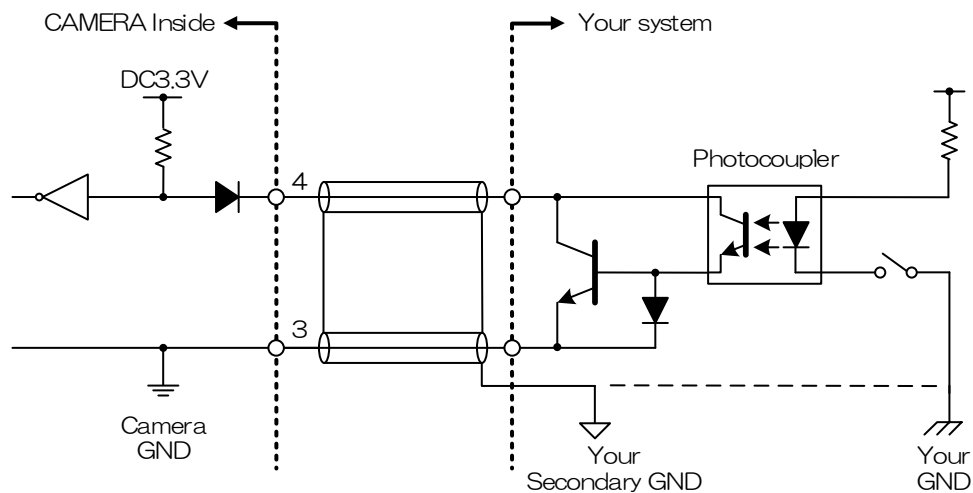 CAMERA Inside
Your system
DC3.3V
Photocoupler
4
3
Camera
GND
Your
Secondary GND
Your
GND